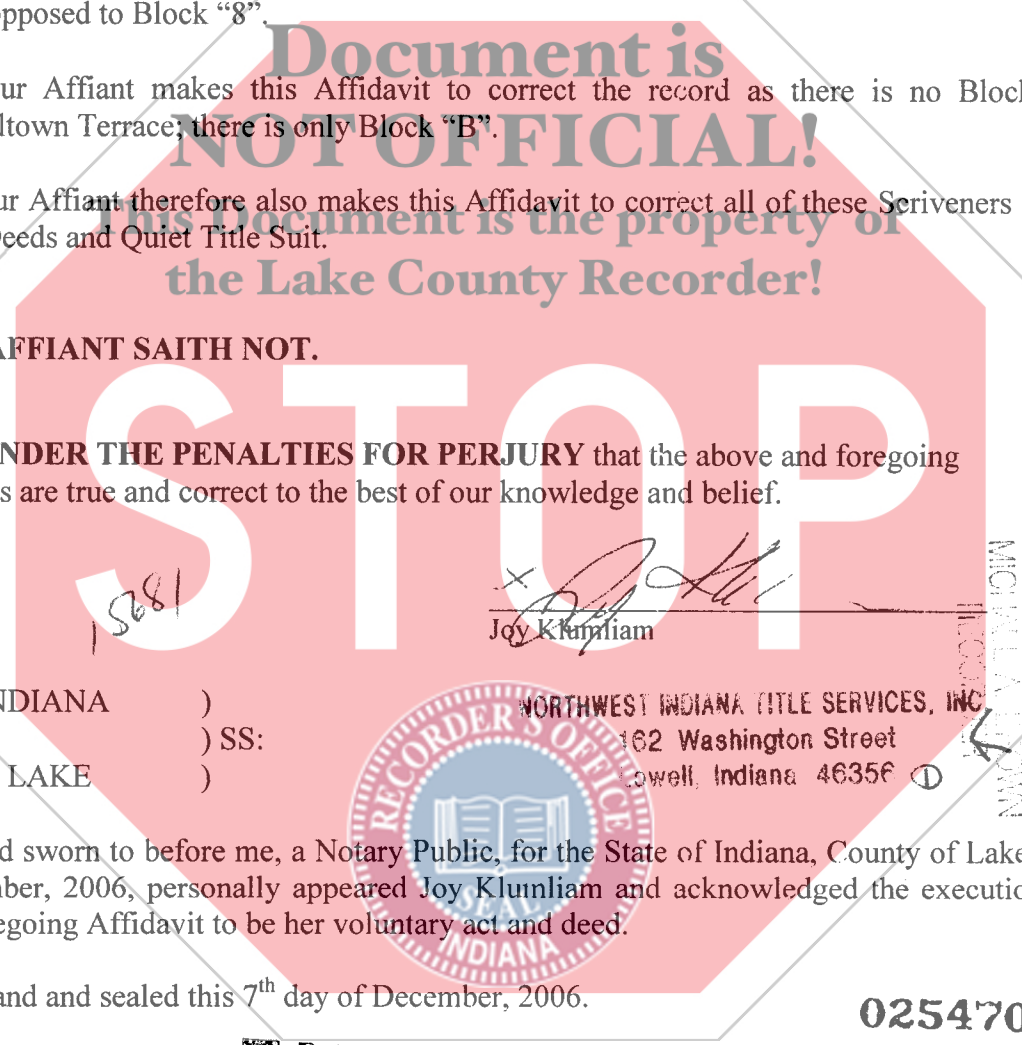 pposed to Block “8”.
Document is
ur Affiant makes this Affidavit to correct the record as there is no Block
ltown Terrace; there is only Block “B”.
NOT OFFICIAL!
ur Affiant therefore also makes this Affidavit to correct all of these Scriveners
This Document is the property of
eeds and Quiet Title Suit.
the Lake County Recorder!
AFFIANT SAITH NOT.
STOP
NDER THE PENALTIES FOR PERJURY that the above and foregoing
s are true and correct to the best of our knowledge and belief.
15681
X
Joy Klumliam
NDIANA )
) SS:
LAKE )
NORTHWEST INDIANA TITLE SERVICES, INC
162 Washington Street
Lowell, Indiana 46356 ①
RECORDER'S OFFICE
SEAL
INDIANA
d sworn to before me, a Notary Public, for the State of Indiana, County of Lake
ber, 2006, personally appeared Joy Klumliam and acknowledged the executio
egoing Affidavit to be her voluntary act and deed.
and and sealed this 7th day of December, 2006.
025470